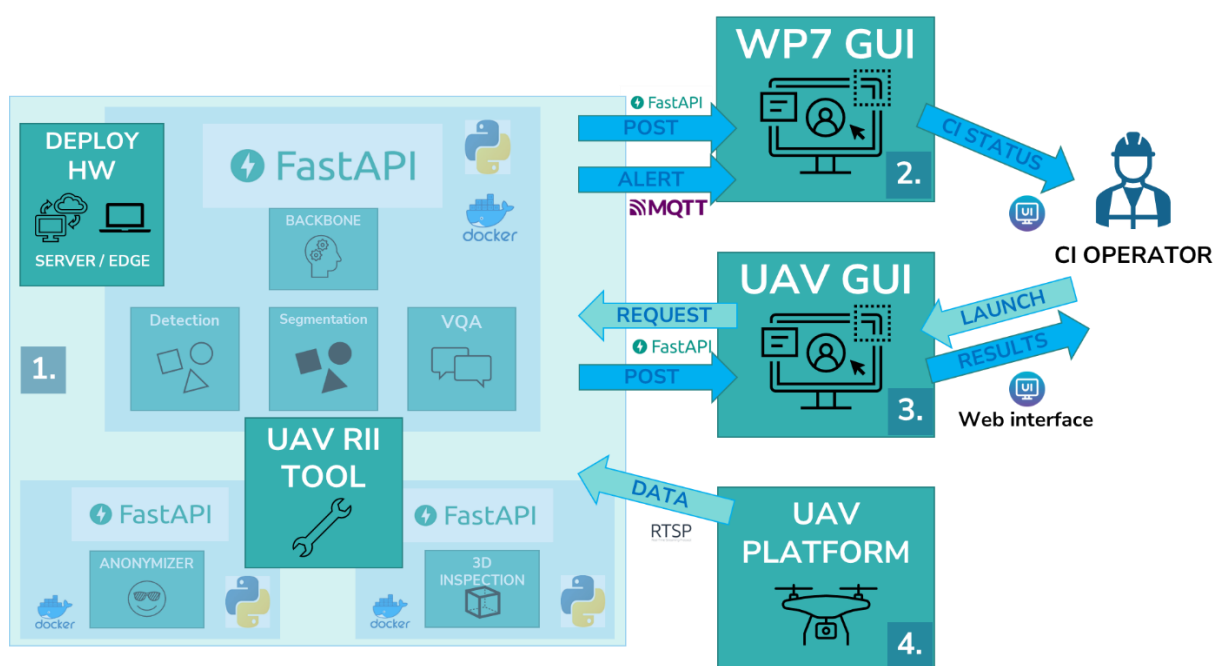 DEPLOY
HW
SERVER / EDGE
FastAPI
docker
BACKBONE
Detection
Segmentation
VQA
1.
UAV RII
TOOL
FastAPI
ANONYMIZER
docker
FastAPI
3D
INSPECTION
docker
FastAPI
POST
ALERT
MQTT
WP7 GUI
2.
CI STATUS
UI
CI OPERATOR
REQUEST
FastAPI
POST
UAV GUI
3.
LAUNCH
RESULTS
UI
Web interface
DATA
RTSP
UAV
PLATFORM
4.